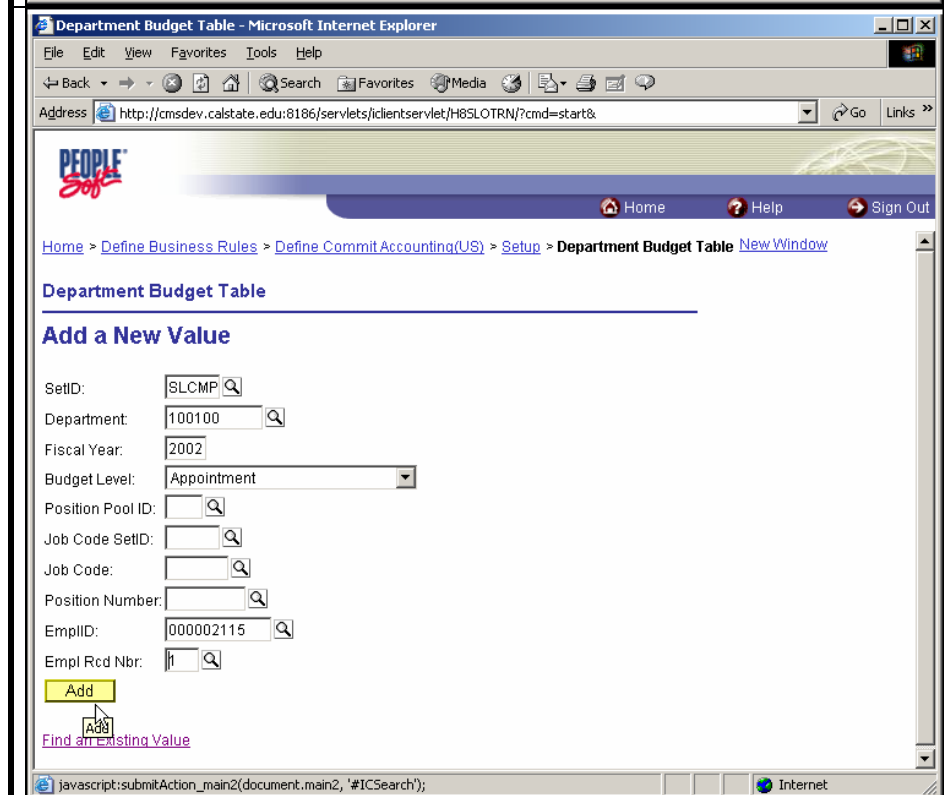 Department Budget Table - Microsoft Internet Explorer
File Edit View Favorites Tools Help
Back Search Favorites Media
Address http://cmsdev.calstate.edu:8186/servlets/iclientservlet/H8SLOTRN/?cmd=start& Go Links »
PEOPLE
Soft
Home Help Sign Out
Home > Define Business Rules > Define Commit Accounting(US) > Setup > Department Budget Table New Window
Department Budget Table
Add a New Value
SetID: SLCMP
Department: 100100
Fiscal Year: 2002
Budget Level: Appointment
Position Pool ID:
Job Code SetID:
Job Code:
Position Number:
EmplID: 000002115
Empl Rcd Nbr: 1
Add
Add
Find an Existing Value
javascript:submitAction_main2(document.main2, '#ICSearch'); Internet